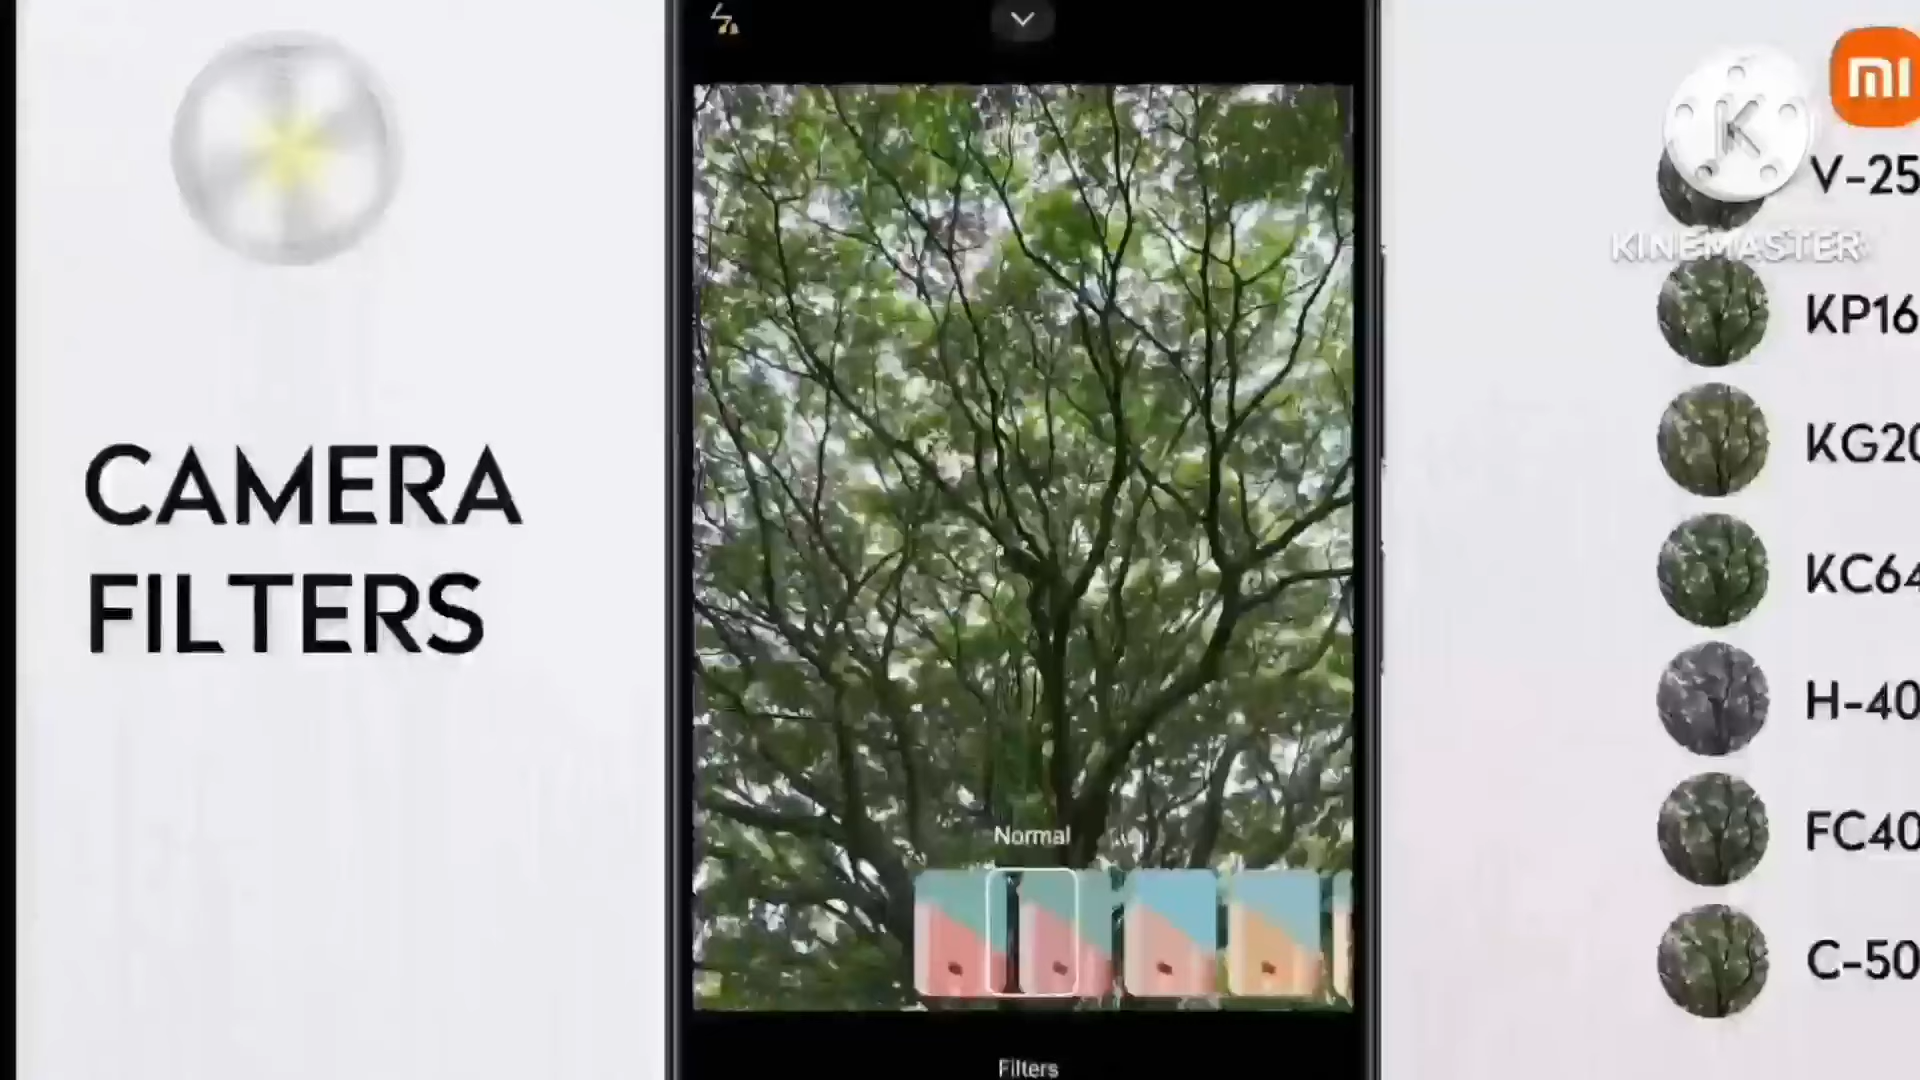 CAMERA
FILTERS
Normal
Filters
mi
K
KINEMASTER
V-25
KP16
KG20
KC64
H-40
FC40
C-50